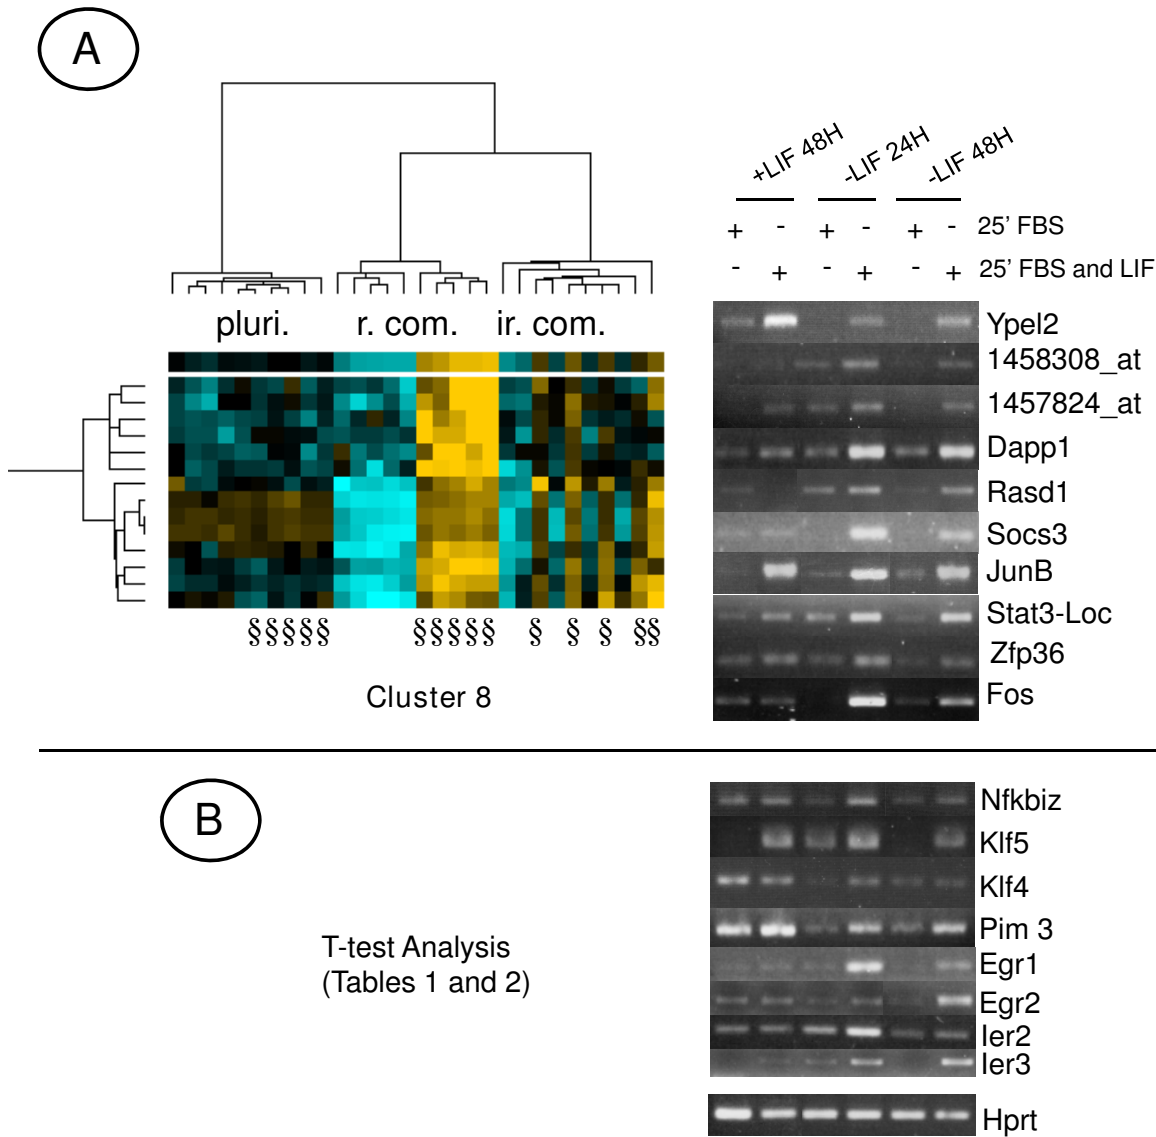 A
+LIF 48H -LIF 24H -LIF 48H
+ - + - + - 25' FBS
- + - + - + 25' FBS and LIF
pluri. r. com. ir. com.
Ypel2
1458308_at
1457824_at
Dapp1
Rasd1
Socs3
JunB
Stat3-Loc
Zfp36
Fos
§§§§§ §§§§§ § § § §§
Cluster 8
B
T-test Analysis
(Tables 1 and 2)
Nfkbiz
Klf5
Klf4
Pim 3
Egr1
Egr2
Ier2
Ier3
Hprt